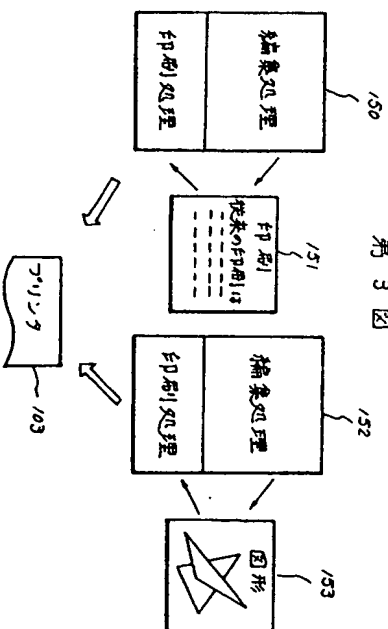 第3図
150
編集処理
印刷処理
151
印刷
従来の印刷は
152
編集処理
印刷処理
153
図形
プリンタ
103